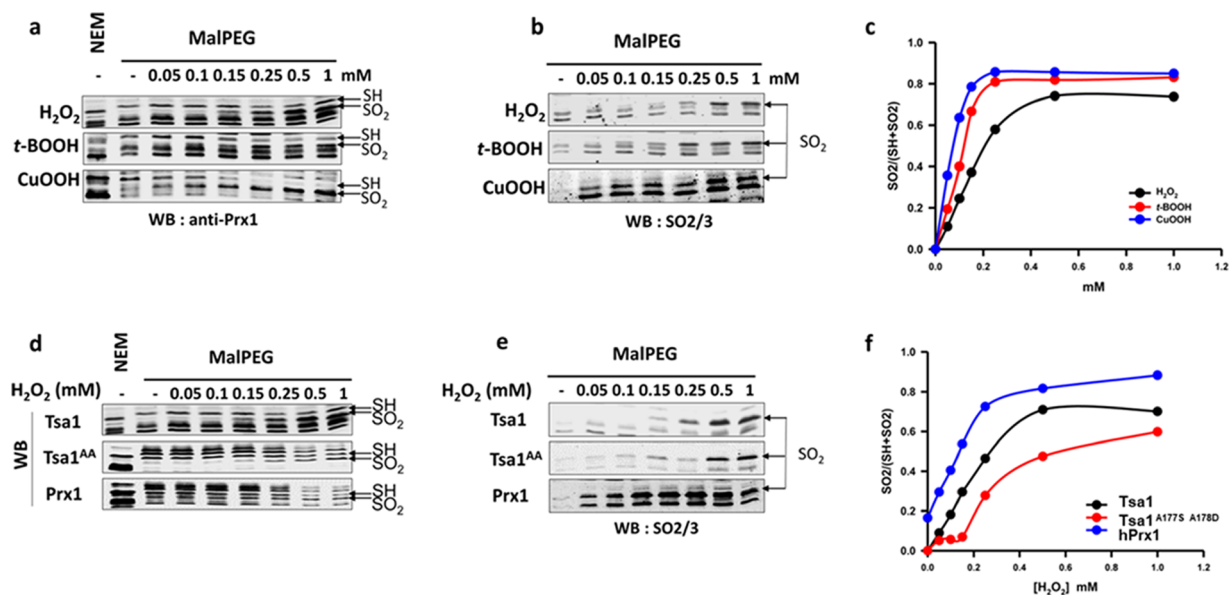 a
NEM
MalPEG
- - 0.05 0.1 0.15 0.25 0.5 1 mM
H2O2
SH
SO2
t-BOOH
SH
SO2
CuOOH
SH
SO2
WB : anti-Prx1
b
MalPEG
- 0.05 0.1 0.15 0.25 0.5 1 mM
H2O2
t-BOOH
CuOOH
SO2
WB : SO2/3
c
SO2/(SH+SO2)
1.0
0.8
0.6
0.4
0.2
0.0
0.0 0.2 0.4 0.6 0.8 1.0 1.2
mM
H2O2
t-BOOH
CuOOH
d
NEM
MalPEG
H2O2 (mM) - - 0.05 0.1 0.15 0.25 0.5 1
WB
Tsa1
SH
SO2
Tsa1AA
SH
SO2
Prx1
SH
SO2
e
MalPEG
H2O2 (mM) - 0.05 0.1 0.15 0.25 0.5 1
Tsa1
Tsa1AA
Prx1
SO2
WB : SO2/3
f
SO2/(SH+SO2)
1.0
0.8
0.6
0.4
0.2
0.0
0.0 0.2 0.4 0.6 0.8 1.0 1.2
[H2O2] mM
Tsa1
Tsa1 A177S A178D
hPrx1